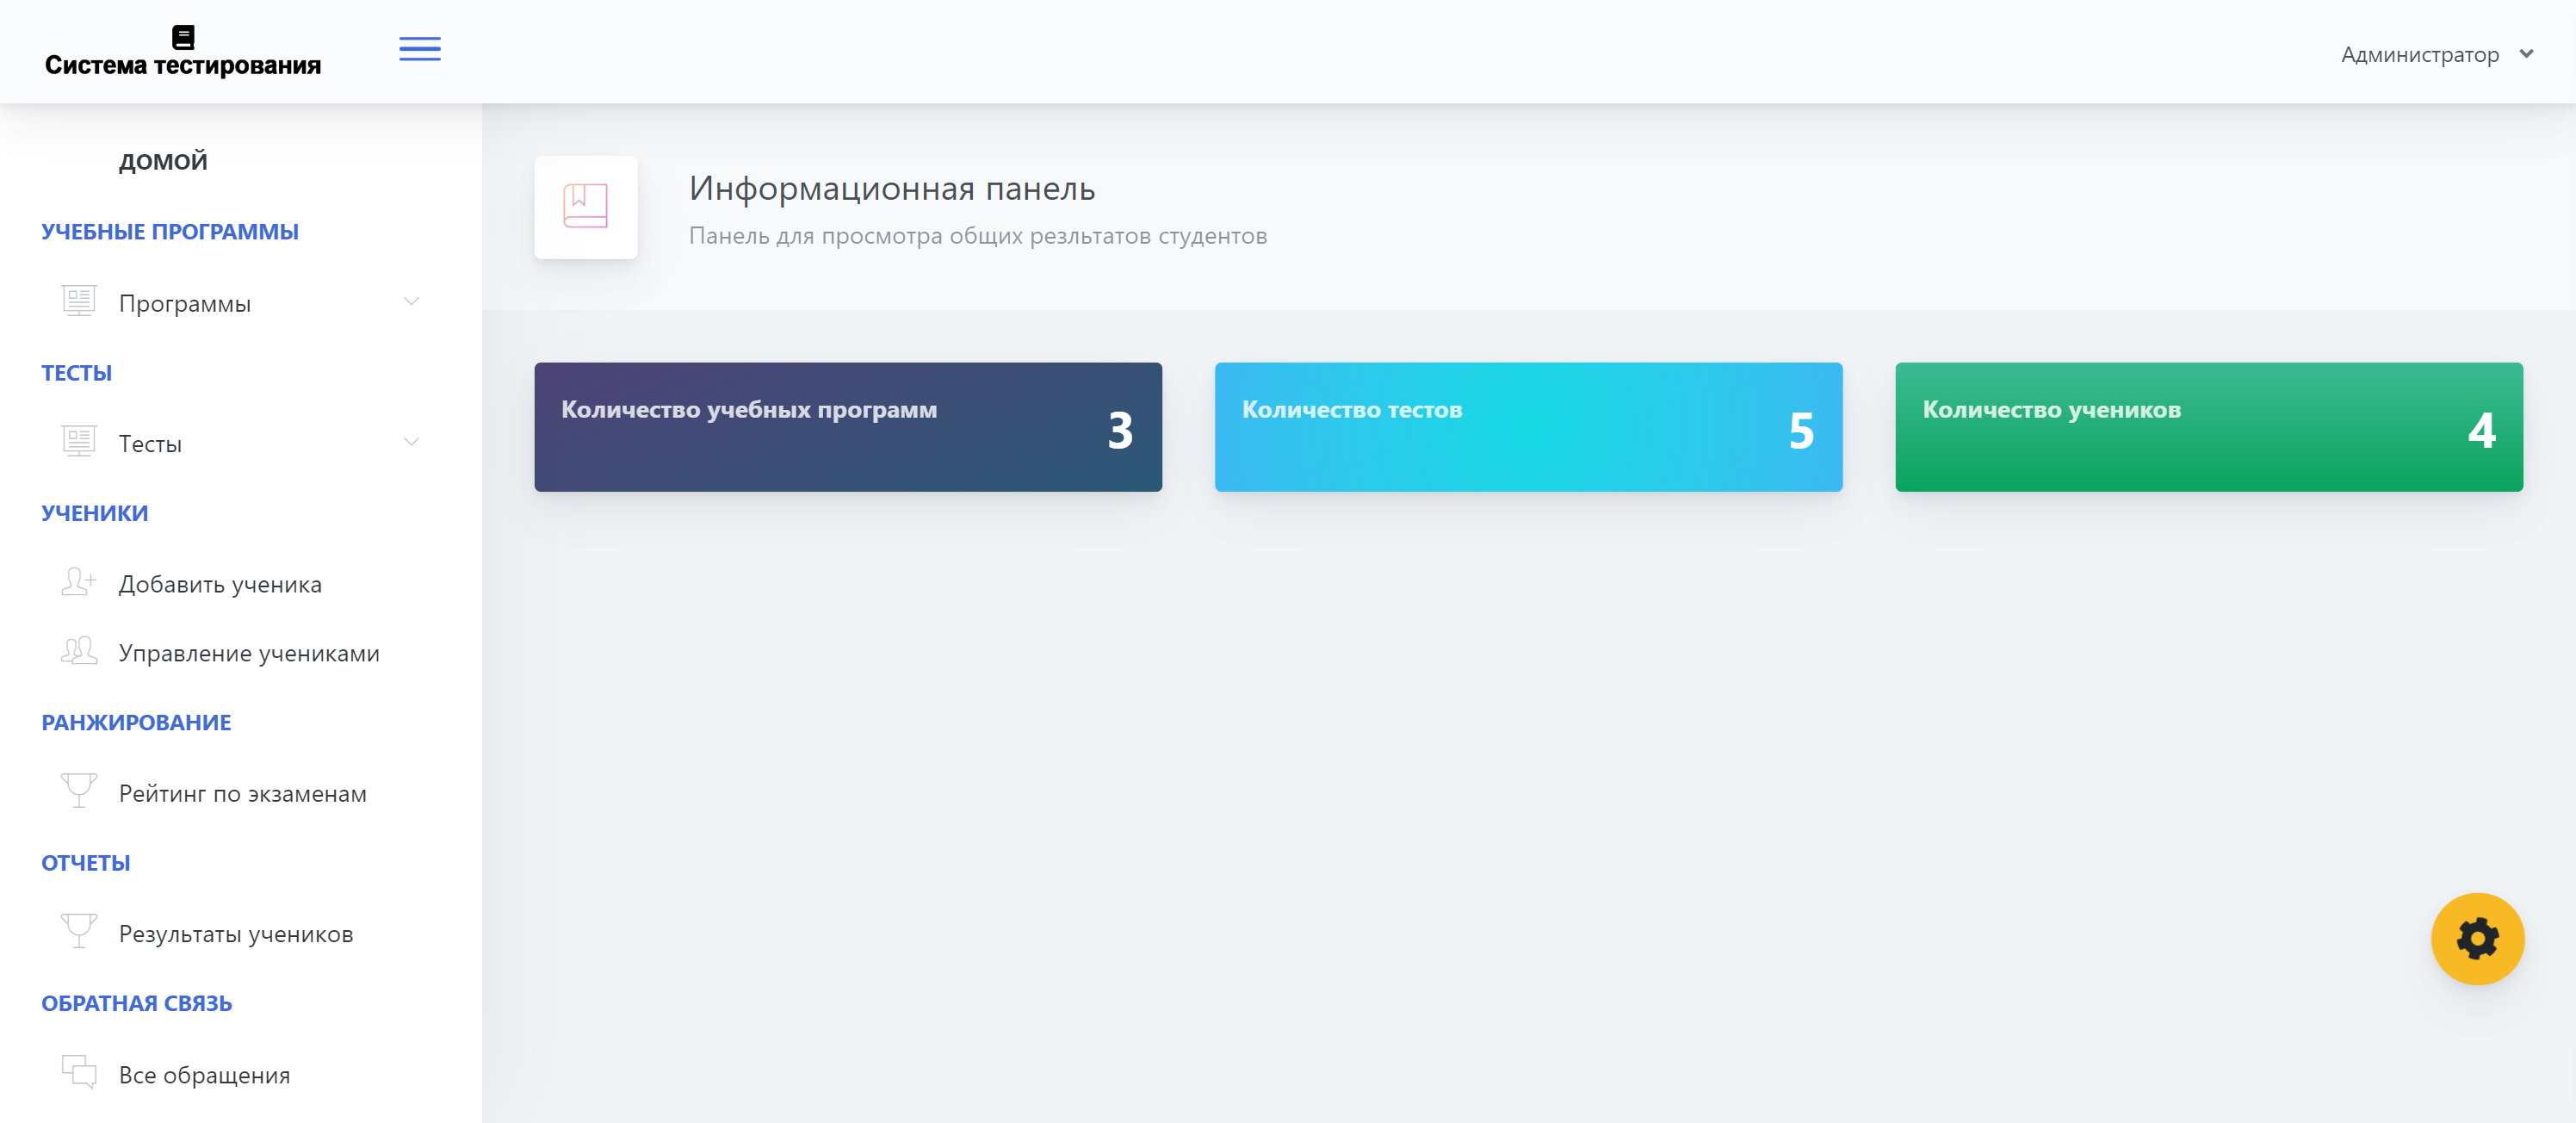 Система тестирования
Администратор
ДОМОЙ
УЧЕБНЫЕ ПРОГРАММЫ
Программы
ТЕСТЫ
Тесты
УЧЕНИКИ
Добавить ученика
Управление учениками
РАНЖИРОВАНИЕ
Рейтинг по экзаменам
ОТЧЕТЫ
Результаты учеников
ОБРАТНАЯ СВЯЗЬ
Все обращения
Информационная панель
Панель для просмотра общих резльтатов студентов
Количество учебных программ
3
Количество тестов
5
Количество учеников
4